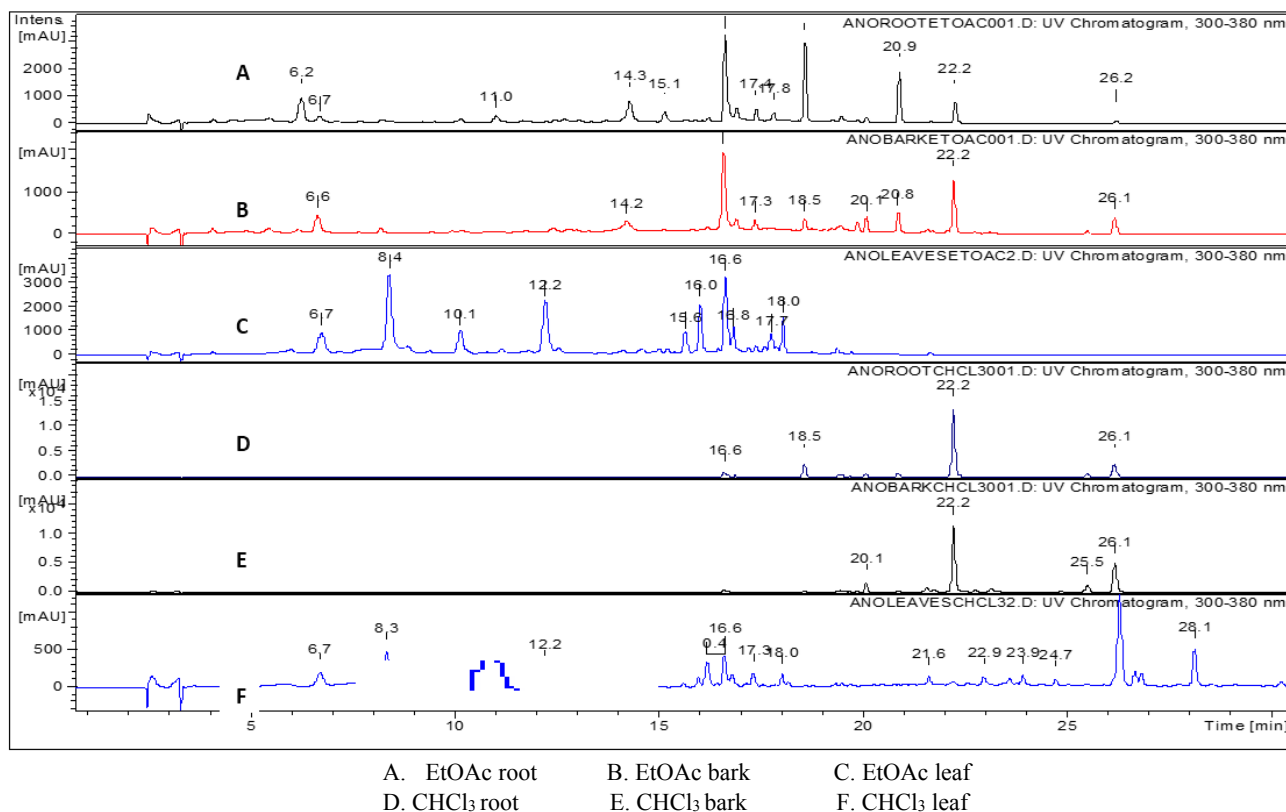 Intens.
[mAU]
ANOROOTETOAC001.D: UV Chromatogram, 300-380 nm
2000
1000
0
A
6.2
6.7
11.0
14.3
15.1
17.4
17.8
20.9
22.2
26.2
[mAU]
ANOBARKETOAC001.D: UV Chromatogram, 300-380 nm
1000
0
B
6.6
14.2
17.3
18.5
20.1
20.8
22.2
26.1
[mAU]
ANOLEAVESETOAC2.D: UV Chromatogram, 300-380 nm
3000
2000
1000
0
C
6.7
8.4
10.1
12.2
15.6
16.0
16.6
16.8
17.7
18.0
[mAU]
x10⁴
ANOROOTCHCL3001.D: UV Chromatogram, 300-380 nm
1.5
1.0
0.5
0.0
D
16.6
18.5
22.2
26.1
[mAU]
x10⁴
ANOBARKCHCL3001.D: UV Chromatogram, 300-380 nm
1.0
0.5
0.0
E
20.1
22.2
25.5
26.1
[mAU]
ANOLEAVESCHCL32.D: UV Chromatogram, 300-380 nm
500
0
F
6,7
8.3
12.2
0.4
16.6
17.3
18.0
21.6
22.9
23.9
24.7
28.1
5 10 15 20 25 Time [min]
A. EtOAc root B. EtOAc bark C. EtOAc leaf
D. CHCl₃ root E. CHCl₃ bark F. CHCl₃ leaf